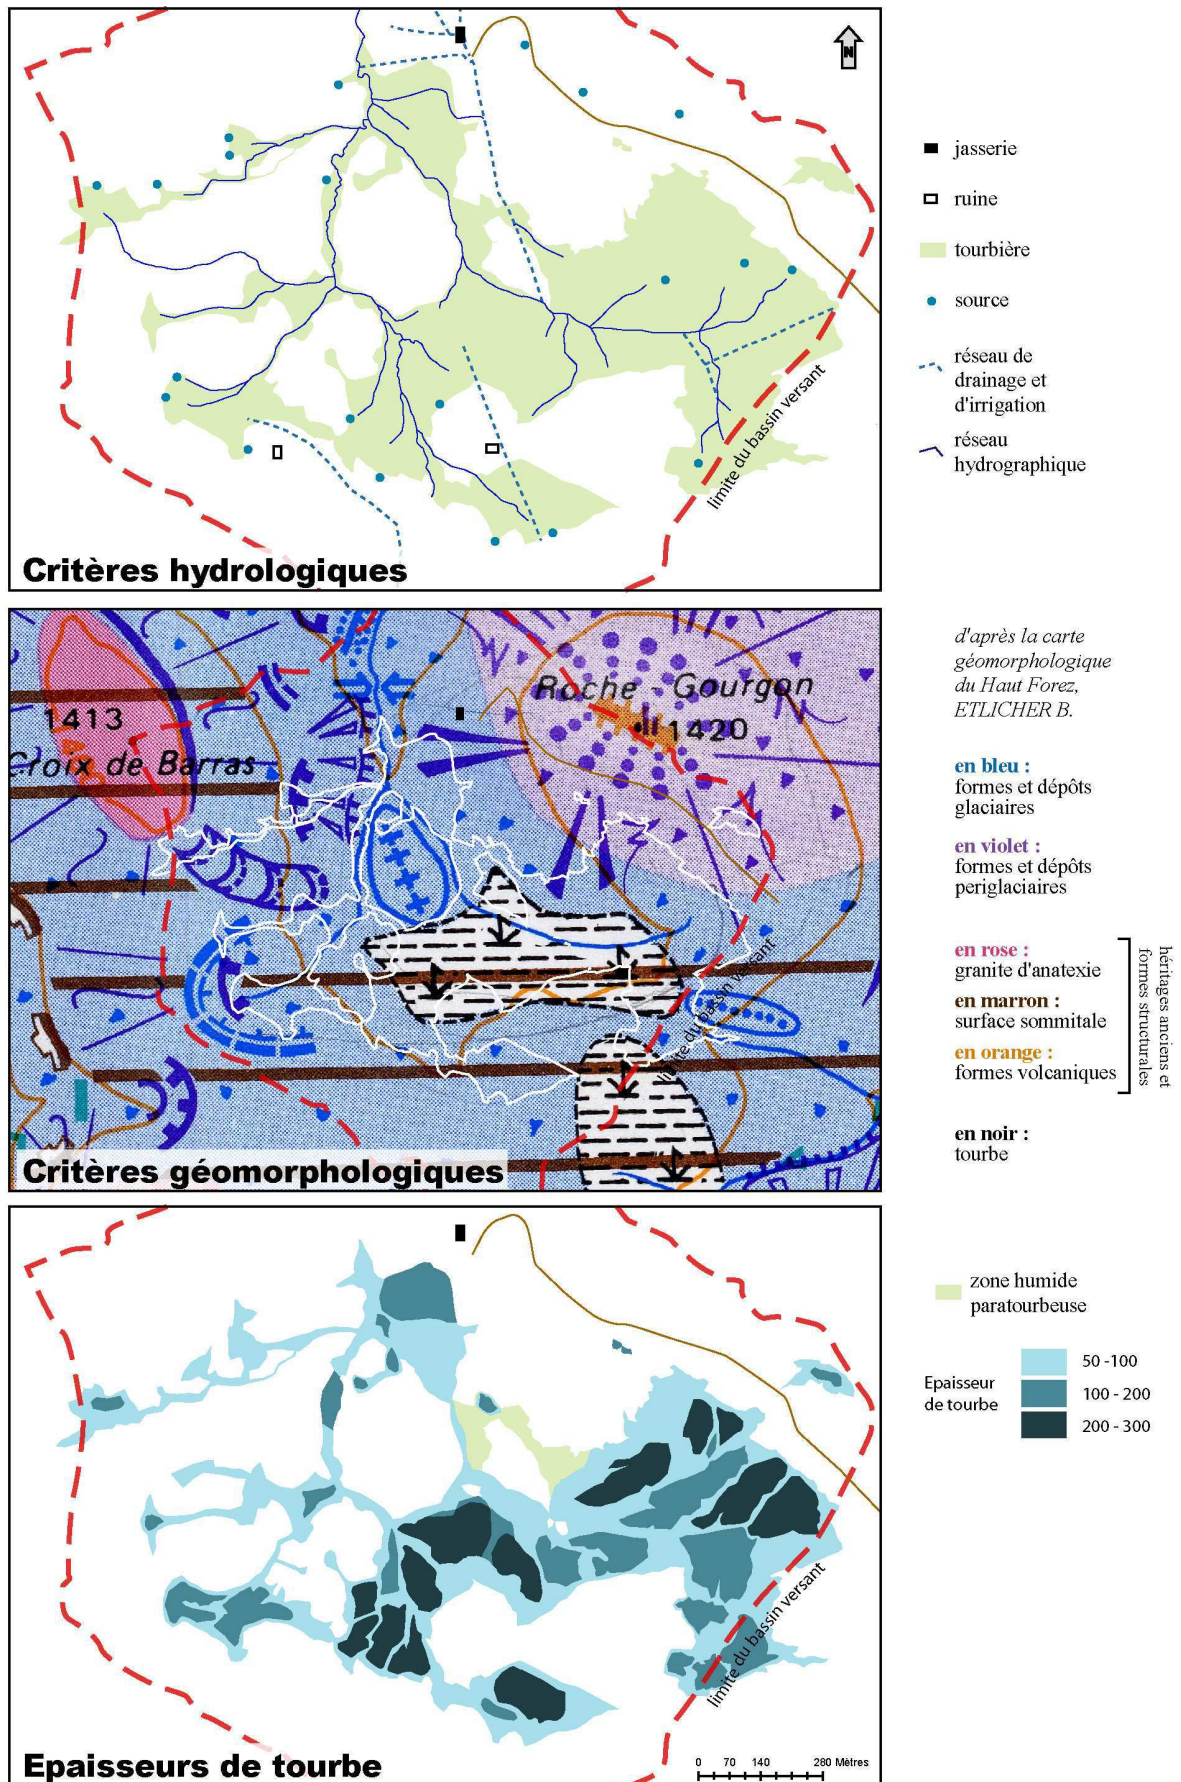 N
jasserie
ruine
tourbière
source
réseau de
drainage et
d'irrigation
réseau
hydrographique
limite du bassin versant
Critères hydrologiques
d'après la carte
géomorphologique
du Haut Forez,
ETLICHER B.
Roche - Gourgon
1420
1413
Croix de Barras
en bleu :
formes et dépôts
glaciaires
en violet :
formes et dépôts
periglaciaires
en rose :
granite d'anatexie
en marron :
surface sommitale
en orange :
formes volcaniques
héritages anciens et
formes structurales
en noir :
tourbe
limite du bassin versant
Critères géomorphologiques
zone humide
paratourbeuse
Epaisseur
de tourbe
50 -100
100 - 200
200 - 300
limite du bassin versant
Epaisseurs de tourbe
0 70 140 280 Mètres